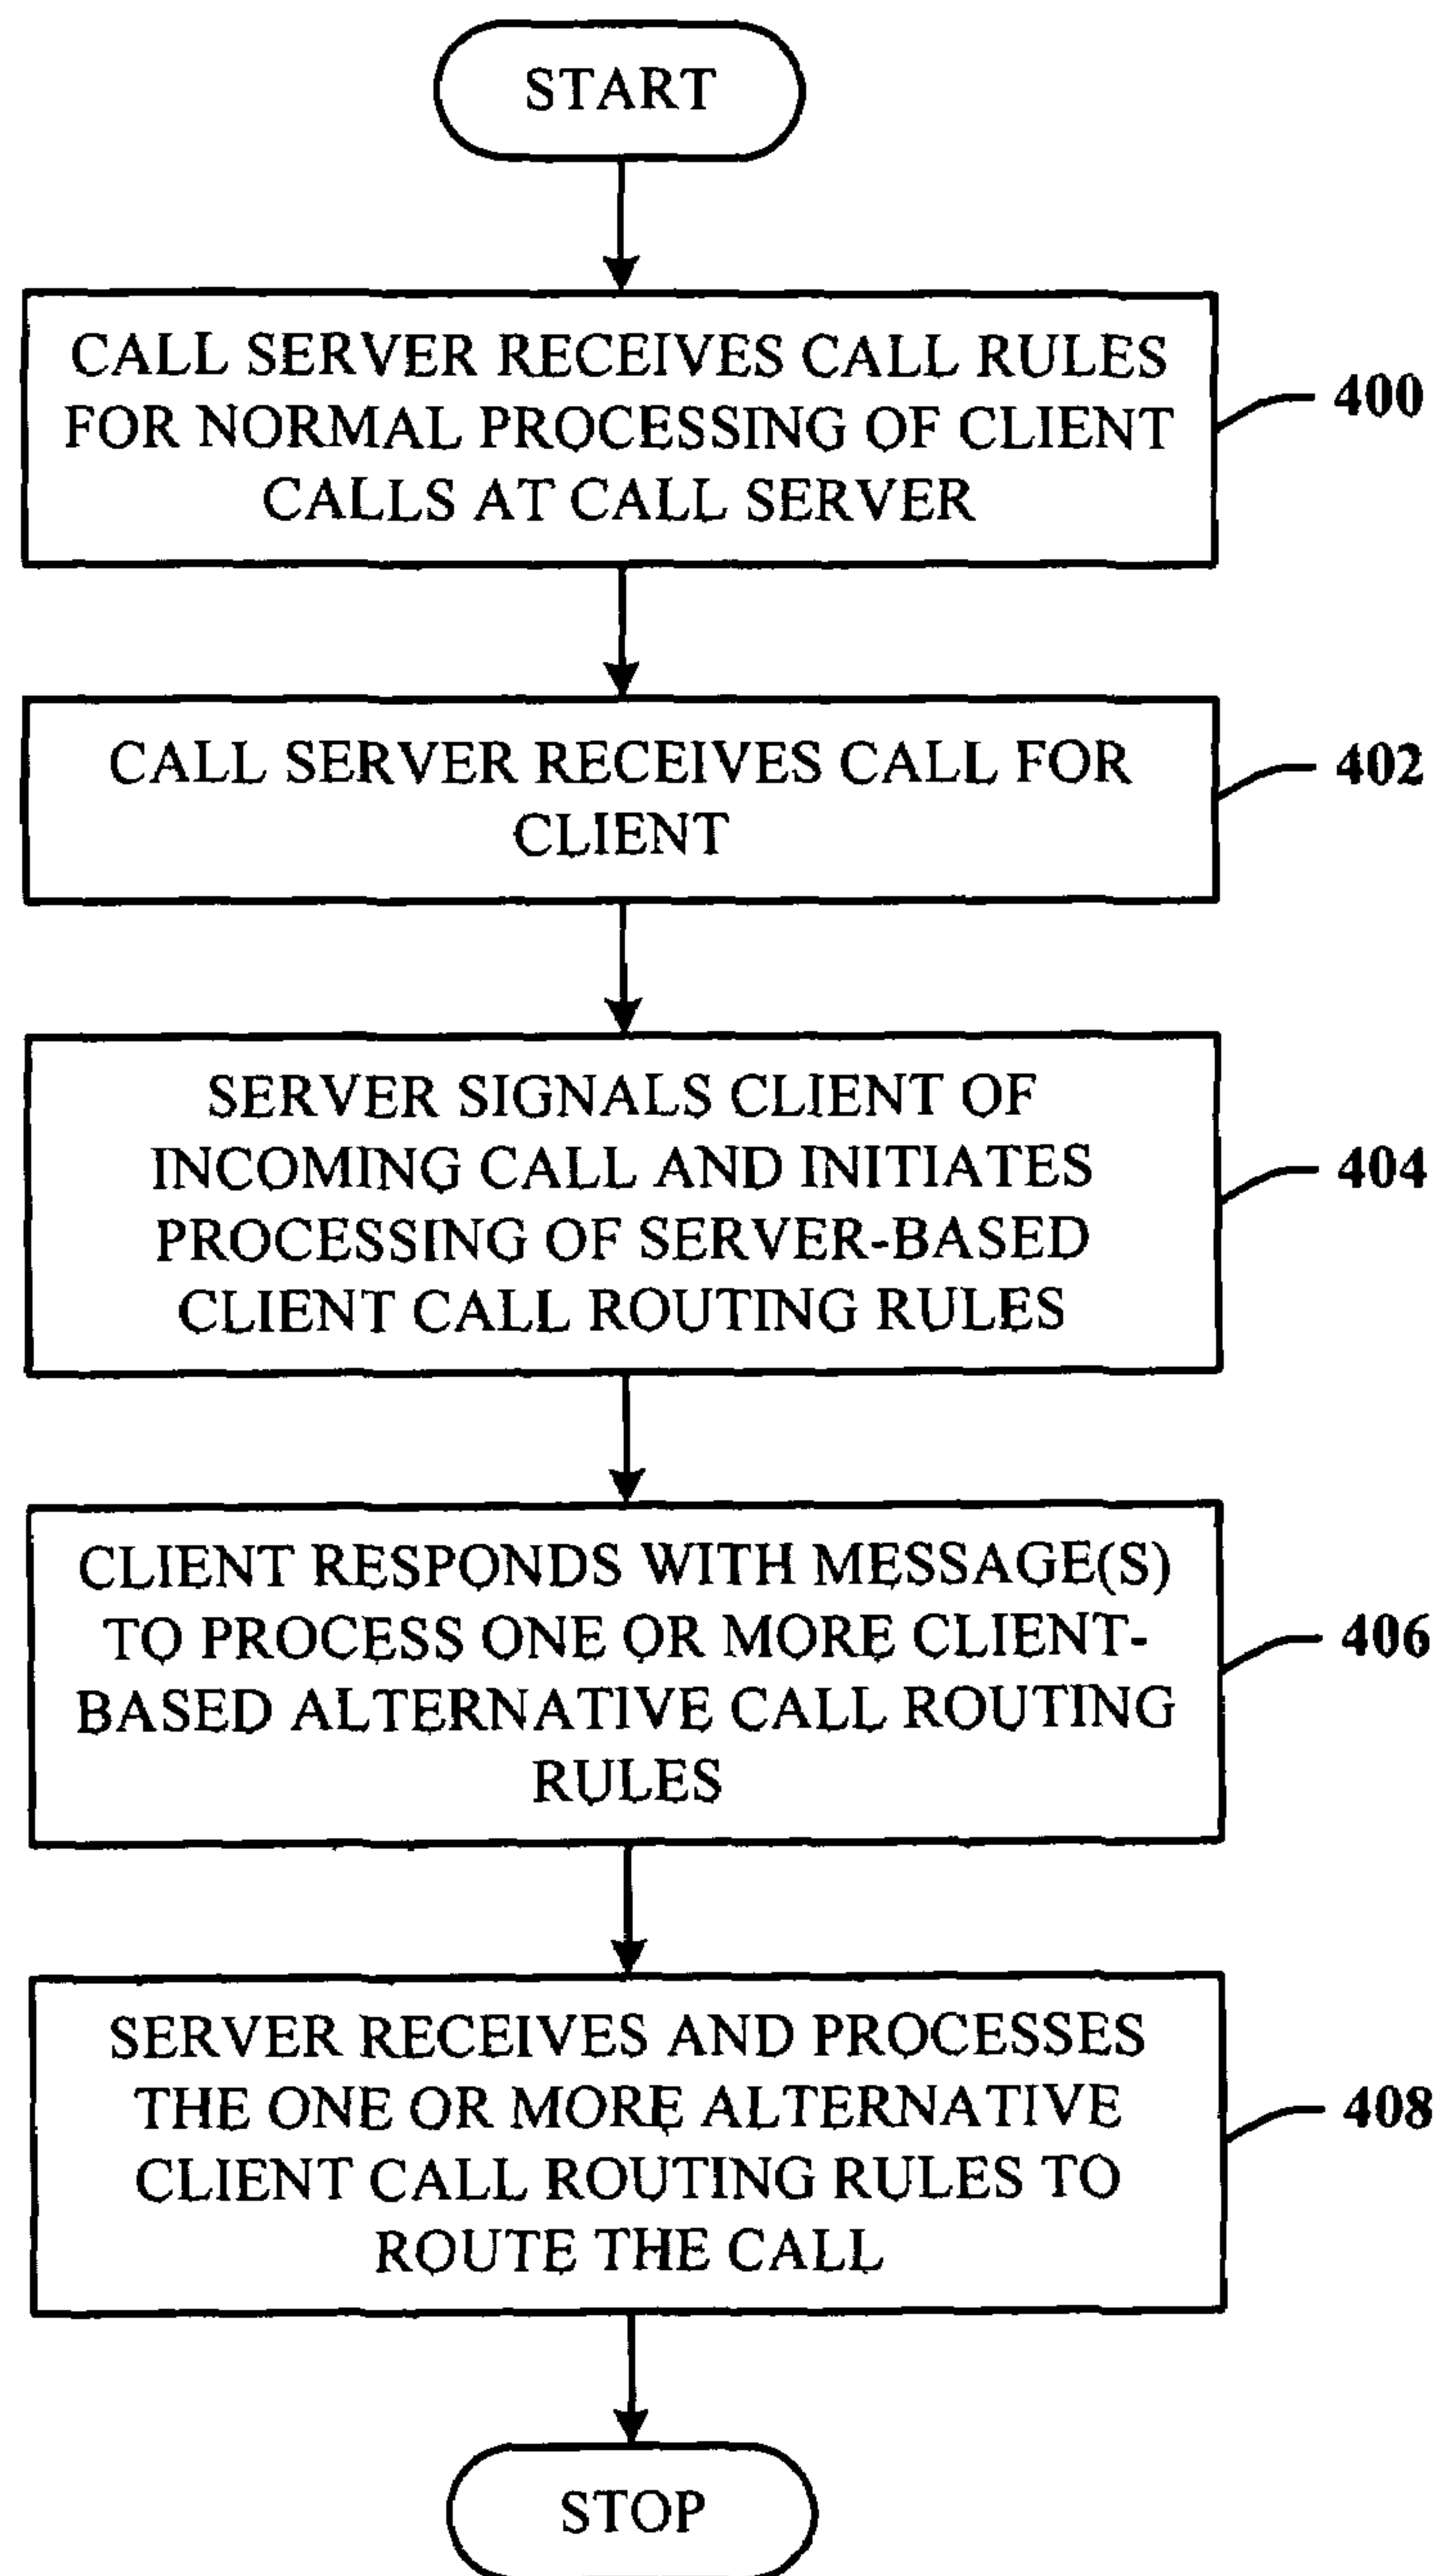 START
CALL SERVER RECEIVES CALL RULES
FOR NORMAL PROCESSING OF CLIENT
CALLS AT CALL SERVER
400
CALL SERVER RECEIVES CALL FOR
CLIENT
402
SERVER SIGNALS CLIENT OF
INCOMING CALL AND INITIATES
PROCESSING OF SERVER-BASED
CLIENT CALL ROUTING RULES
404
CLIENT RESPONDS WITH MESSAGE(S)
TO PROCESS ONE OR MORE CLIENT-
BASED ALTERNATIVE CALL ROUTING
RULES
406
SERVER RECEIVES AND PROCESSES
THE ONE OR MORE ALTERNATIVE
CLIENT CALL ROUTING RULES TO
ROUTE THE CALL
408
STOP